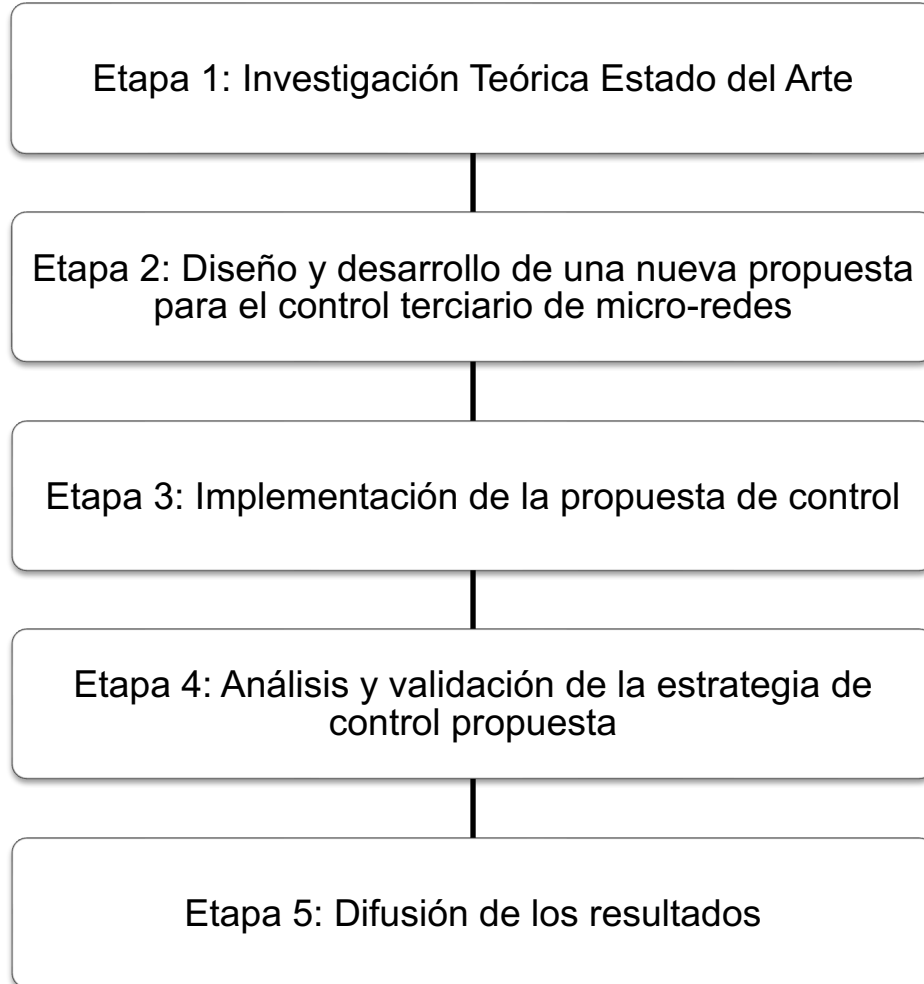 Etapa 1: Investigación Teórica Estado del Arte
Etapa 2: Diseño y desarrollo de una nueva propuesta
para el control terciario de micro-redes
Etapa 3: Implementación de la propuesta de control
Etapa 4: Análisis y validación de la estrategia de
control propuesta
Etapa 5: Difusión de los resultados